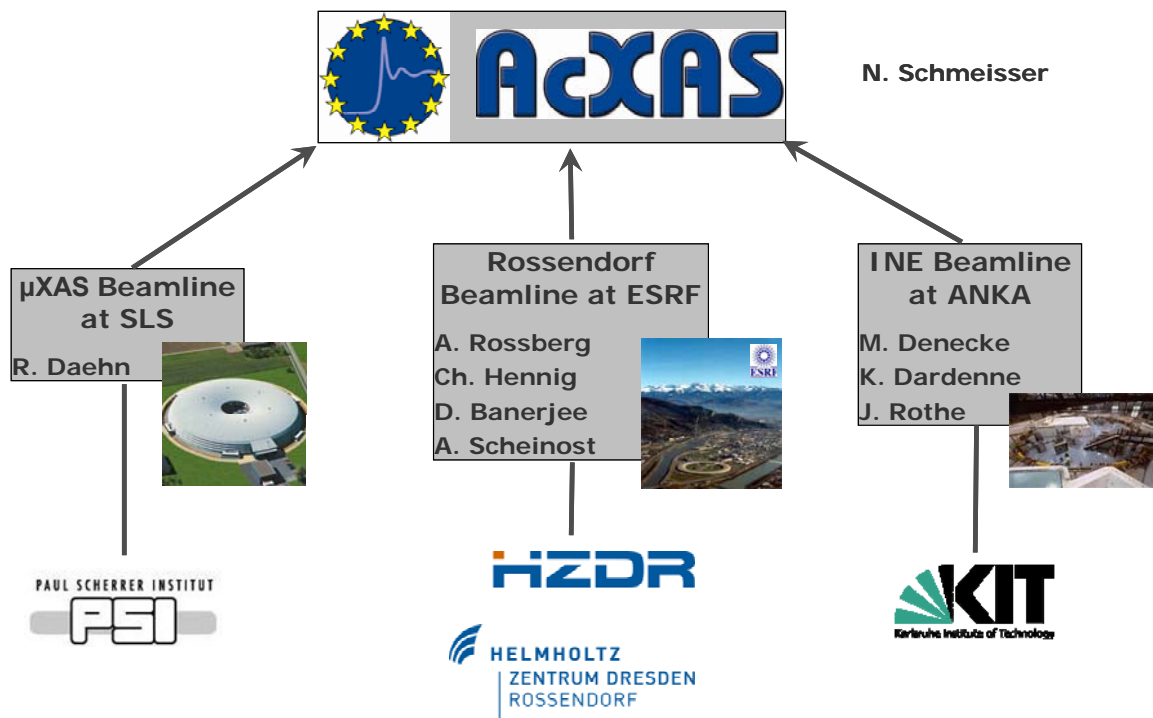 AcXAS
N. Schmeisser
µXAS Beamline
at SLS
R. Daehn
Rossendorf
Beamline at ESRF
A. Rossberg
Ch. Hennig
D. Banerjee
A. Scheinost
ESRF
INE Beamline
at ANKA
M. Denecke
K. Dardenne
J. Rothe
PAUL SCHERRER INSTITUT
PSI
HZDR
HELMHOLTZ
ZENTRUM DRESDEN
ROSSENDORF
KIT
Karlsruhe Institute of Technology